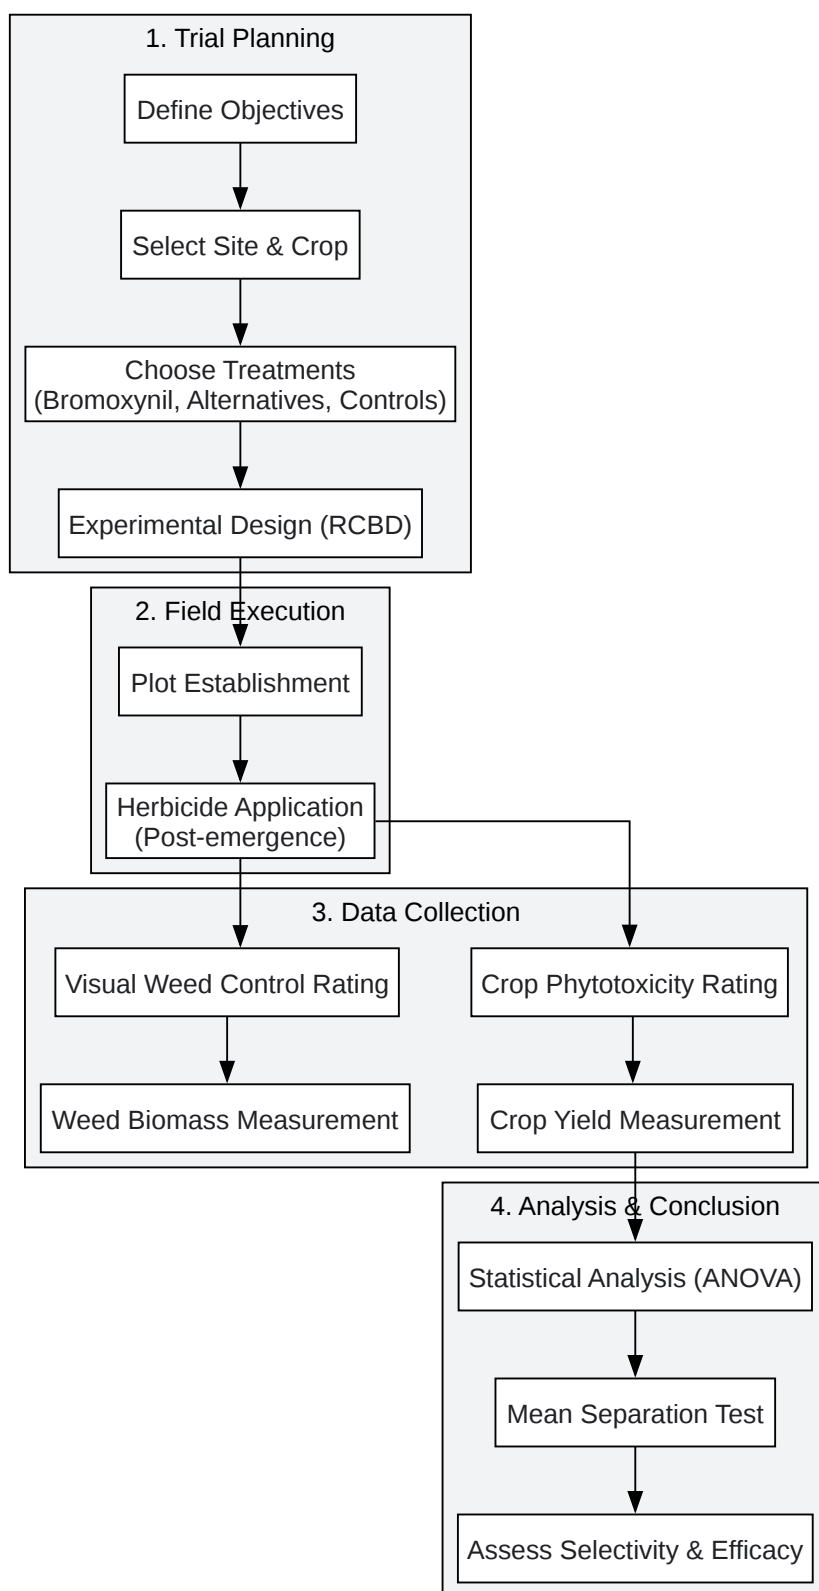 1. Trial Planning
Define Objectives
Select Site & Crop
Choose Treatments
(Bromoxynil, Alternatives, Controls)
Experimental Design (RCBD)
2. Field Execution
Plot Establishment
Herbicide Application
(Post-emergence)
3. Data Collection
Visual Weed Control Rating
Crop Phytotoxicity Rating
Weed Biomass Measurement
Crop Yield Measurement
4. Analysis & Conclusion
Statistical Analysis (ANOVA)
Mean Separation Test
Assess Selectivity & Efficacy